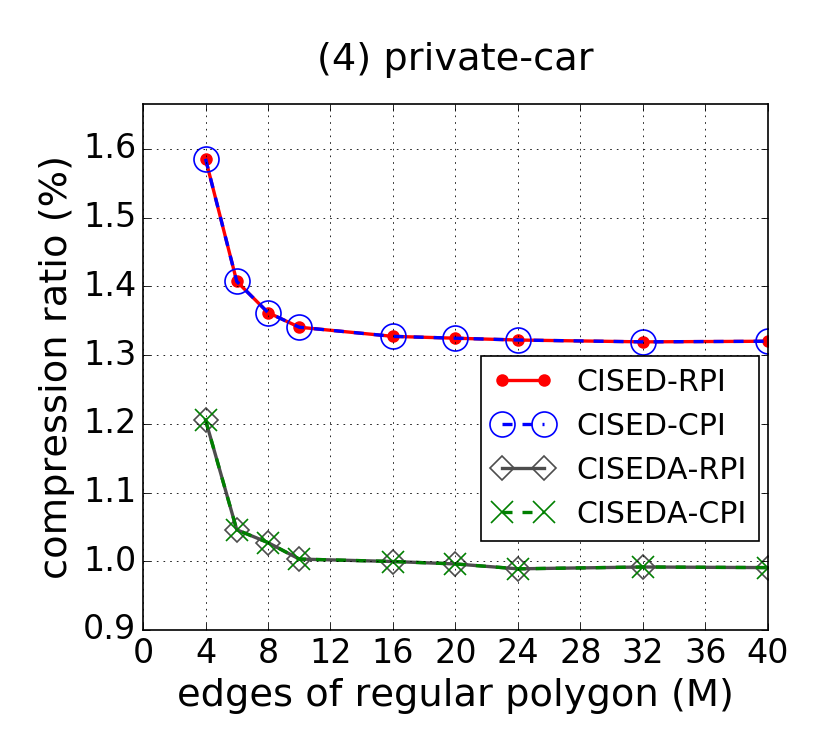 (4) private-car
compression ratio (%)
1.6
1.5
1.4
1.3
1.2
1.1
1.0
0.9
CISED-RPI
CISED-CPI
CISEDA-RPI
CISEDA-CPI
0 4 8 12 16 20 24 28 32 36 40
edges of regular polygon (M)